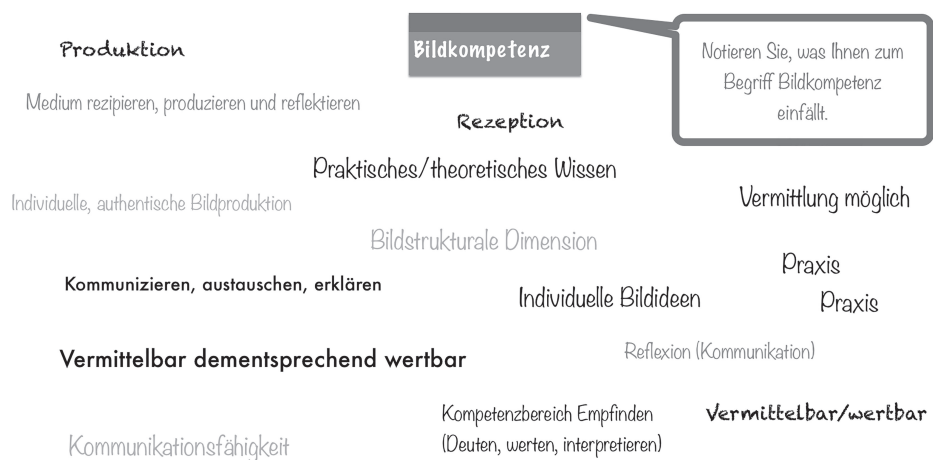 Produktion
Bildkompetenz
Notieren Sie, was Ihnen zum
Begriff Bildkompetenz
einfällt.
Medium rezipieren, produzieren und reflektieren
Rezeption
Praktisches/theoretisches Wissen
Individuelle, authentische Bildproduktion
Vermittlung möglich
Bildstrukturale Dimension
Praxis
Kommunizieren, austauschen, erklären
Individuelle Bildideen
Praxis
Vermittelbar dementsprechend wertbar
Reflexion (Kommunikation)
Kompetenzbereich Empfinden
(Deuten, werten, interpretieren)
Vermittelbar/wertbar
Kommunikationsfähigkeit